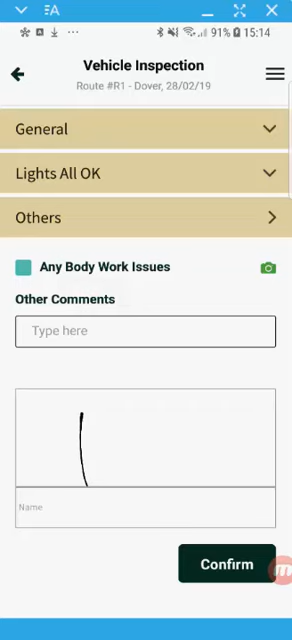 91% 15:14
Vehicle Inspection
Route #R1 - Dover, 28/02/19
General
Lights All OK
Others
Any Body Work Issues
Other Comments
Type here
Name
Confirm